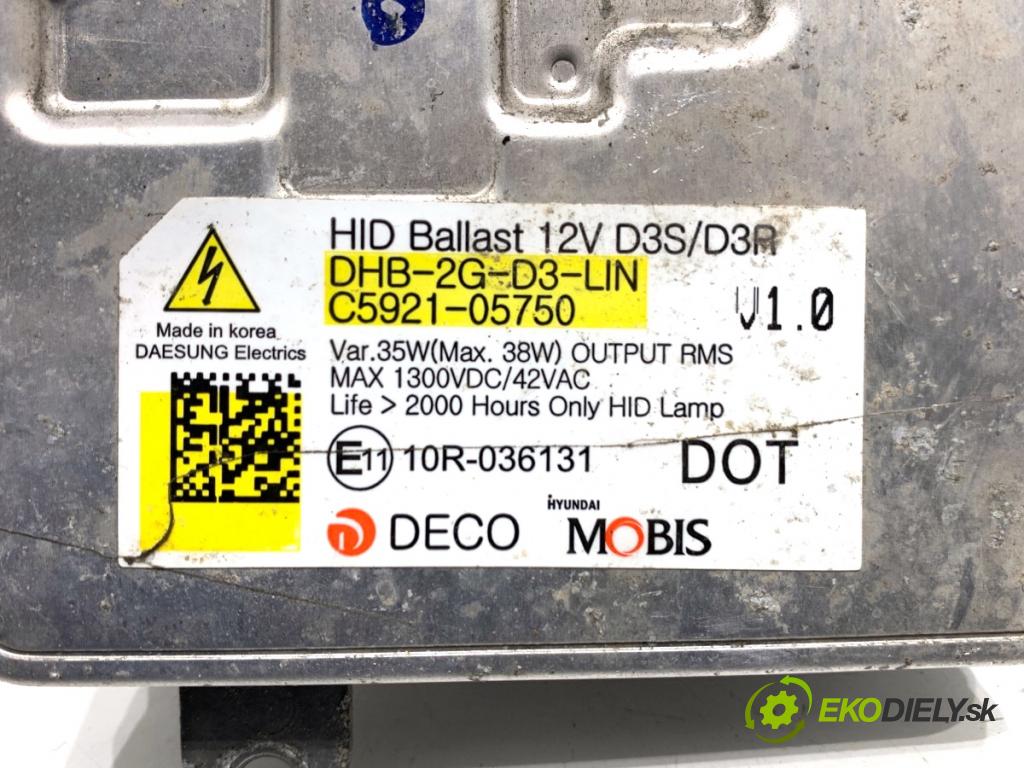 HID Ballast 12V D3S/D3R
DHB-2G-D3-LIN
C5921-05750
V1.0
Made in korea
DAESUNG Electrics
Var.35W(Max. 38W) OUTPUT RMS
MAX 1300VDC/42VAC
Life > 2000 Hours Only HID Lamp
E11 10R-036131
DOT
DECO
HYUNDAI
MOBIS
EKODIELY.sk